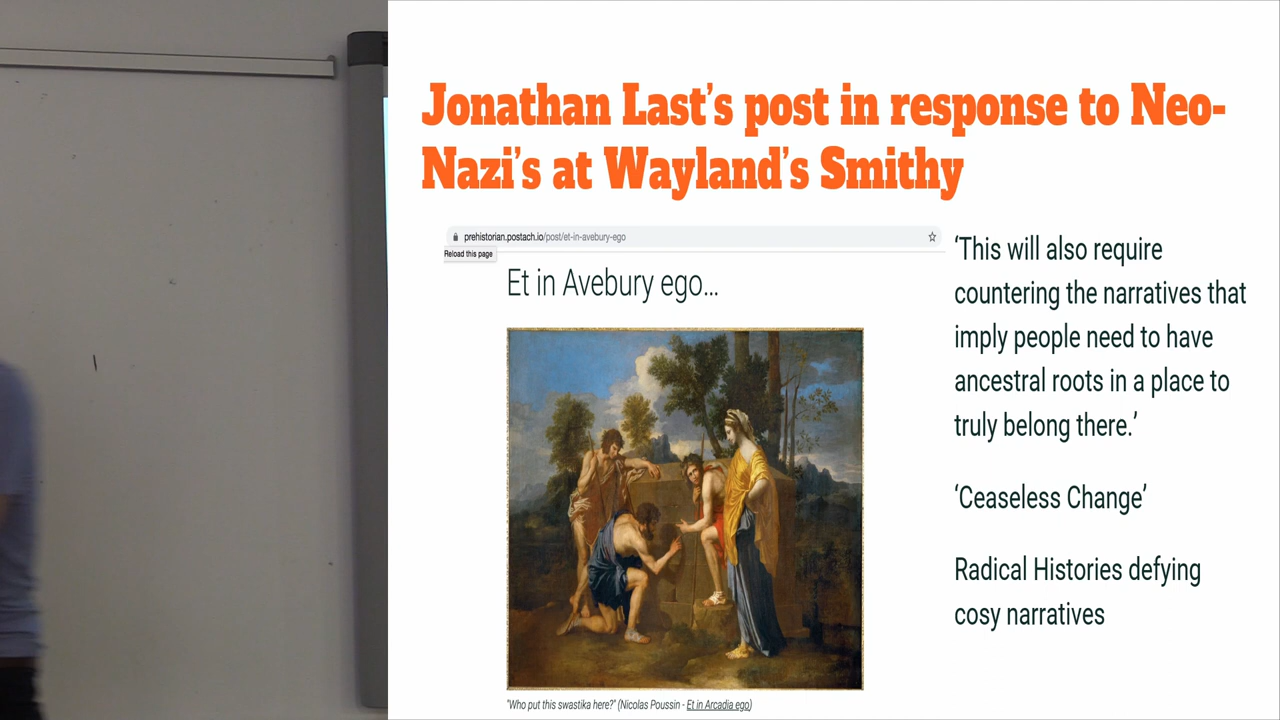 Jonathan Last's post in response to Neo-
Nazi's at Wayland's Smithy
prehistorian.postach.io/post/et-in-avebury-ego
Reload this page
Et in Avebury ego...
"Who put this swastika here?" (Nicolas Poussin - Et in Arcadia ego)
‘This will also require
countering the narratives that
imply people need to have
ancestral roots in a place to
truly belong there.’
‘Ceaseless Change’
Radical Histories defying
cosy narratives